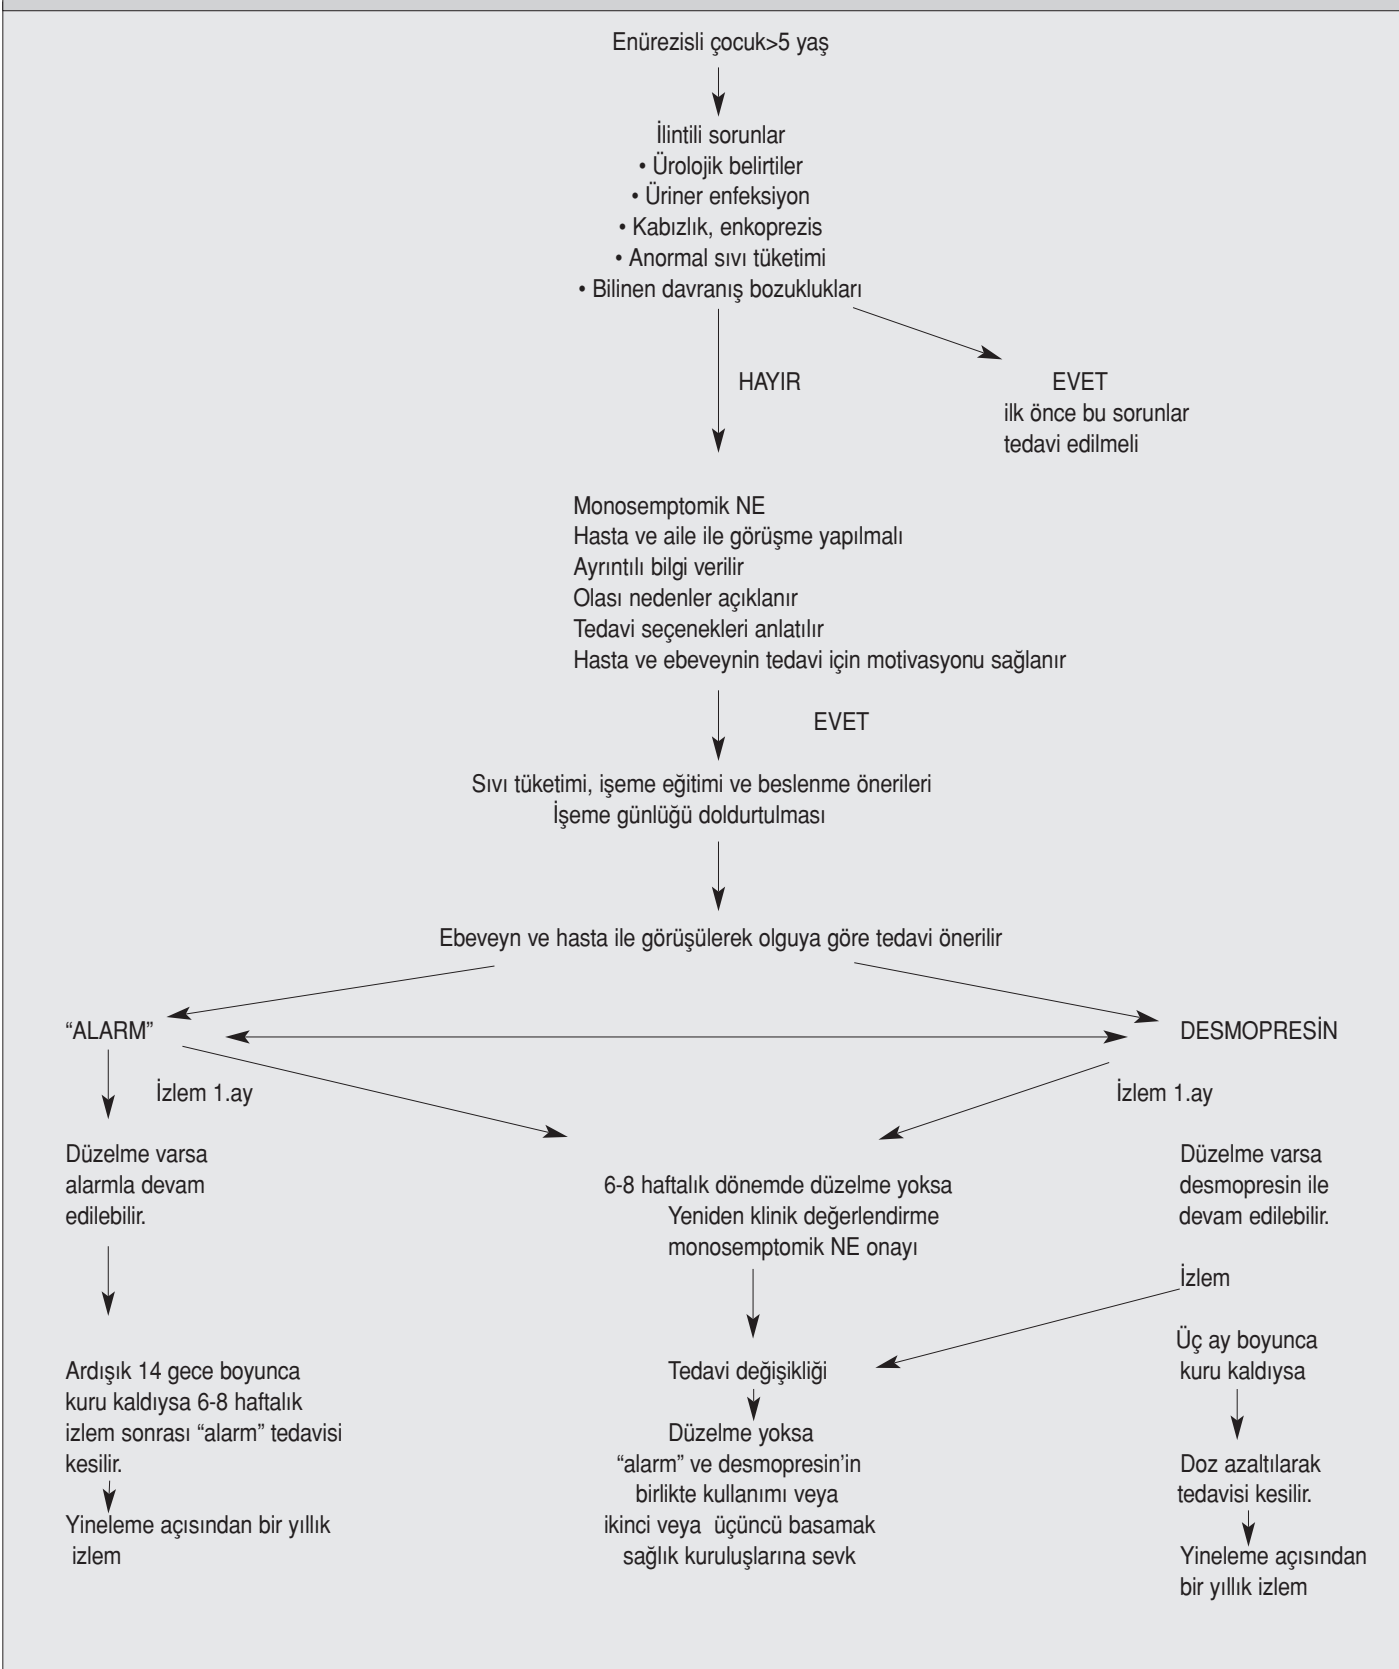 Enürezisli çocuk>5 yaş
İlintili sorunlar
• Ürolojik belirtiler
• Üriner enfeksiyon
• Kabızlık, enkoprezis
• Anormal sıvı tüketimi
• Bilinen davranış bozuklukları
HAYIR
EVET
ilk önce bu sorunlar
tedavi edilmeli
Monosemptomik NE
Hasta ve aile ile görüşme yapılmalı
Ayrıntılı bilgi verilir
Olası nedenler açıklanır
Tedavi seçenekleri anlatılır
Hasta ve ebeveynin tedavi için motivasyonu sağlanır
EVET
Sıvı tüketimi, işeme eğitimi ve beslenme önerileri
İşeme günlüğü doldurtulması
Ebeveyn ve hasta ile görüşülerek olguya göre tedavi önerilir
“ALARM”
İzlem 1.ay
Düzelme varsa
alarmla devam
edilebilir.
Ardışık 14 gece boyunca
kuru kaldıysa 6-8 haftalık
izlem sonrası “alarm” tedavisi
kesilir.
Yineleme açısından bir yıllık
izlem
6-8 haftalık dönemde düzelme yoksa
Yeniden klinik değerlendirme
monosemptomik NE onayı
Tedavi değişikliği
Düzelme yoksa
“alarm” ve desmopresin’in
birlikte kullanımı veya
ikinci veya üçüncü basamak
sağlık kuruluşlarına sevk
DESMOPRESİN
İzlem 1.ay
Düzelme varsa
desmopresin ile
devam edilebilir.
İzlem
Üç ay boyunca
kuru kaldıysa
Doz azaltılarak
tedavisi kesilir.
Yineleme açısından
bir yıllık izlem